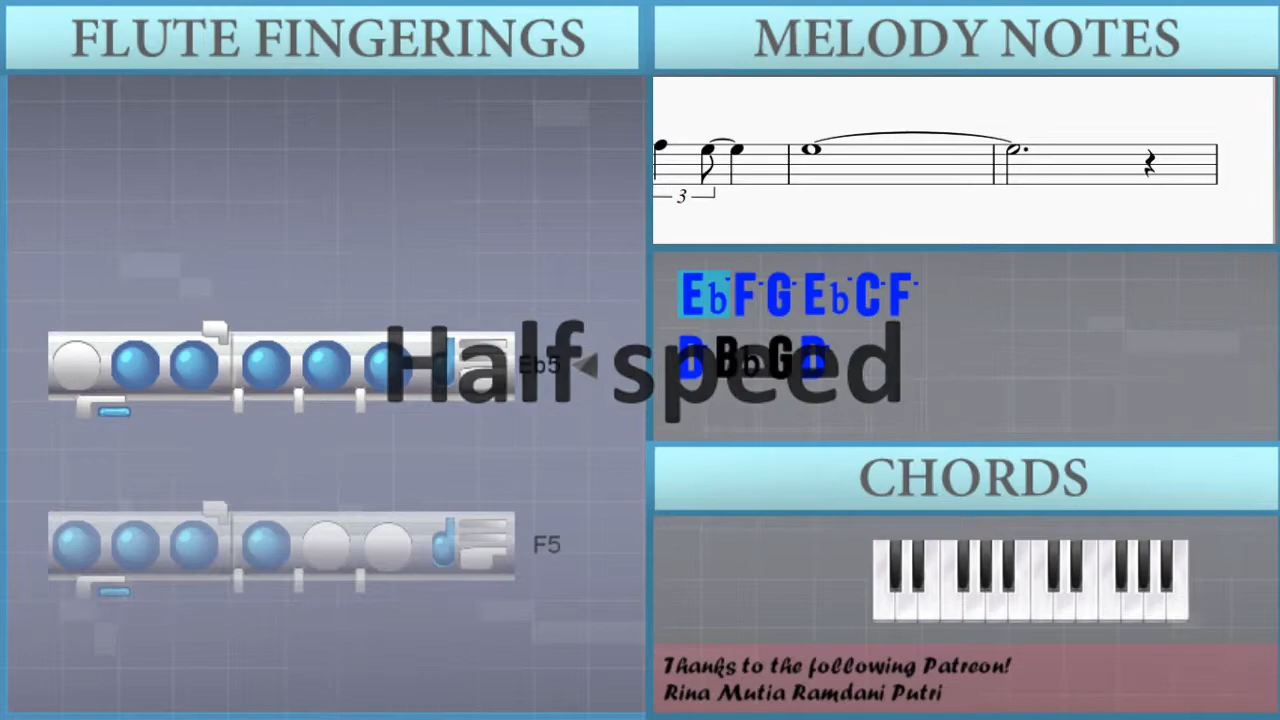 FLUTE FINGERINGS
MELODY NOTES
3
Eb F G Eb C F
D Bb G D
Half speed
Eb5
F5
CHORDS
Thanks to the following Patreon!
Rina Mutia Ramdani Putri